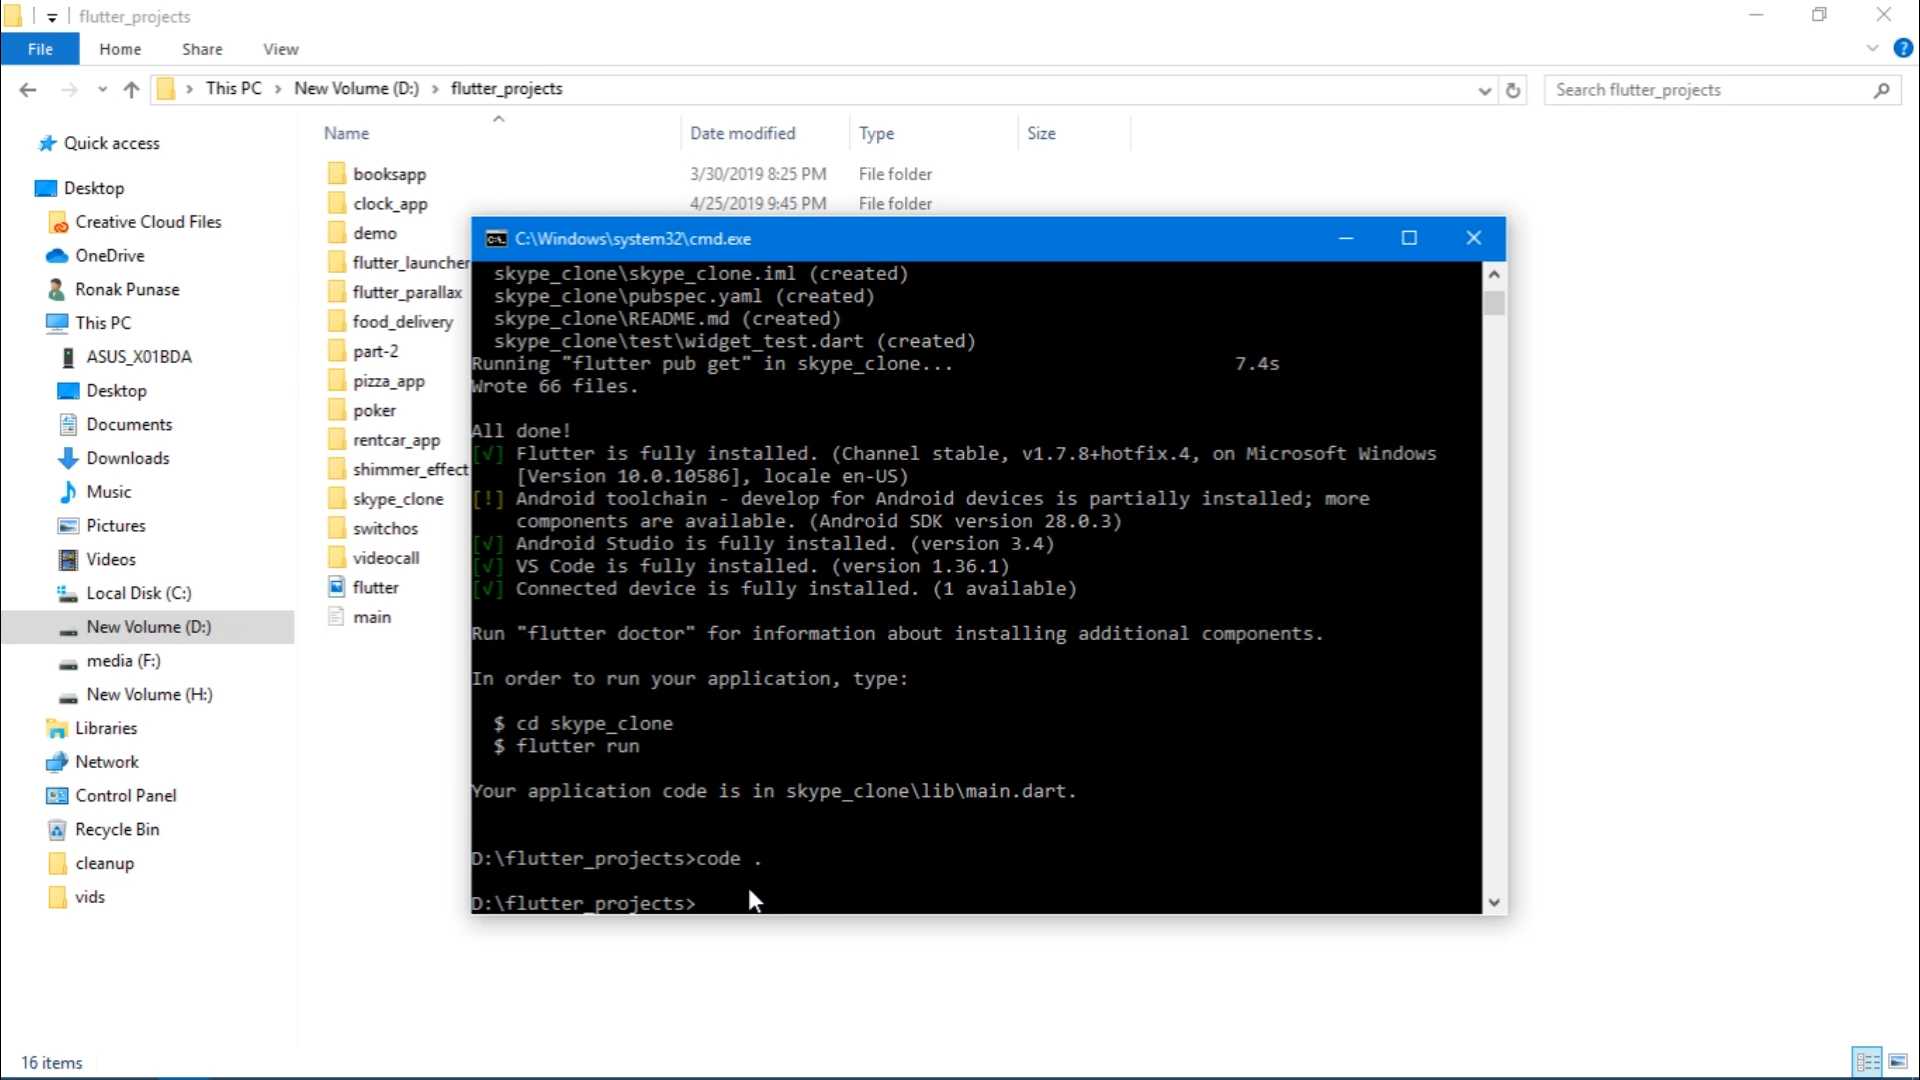 flutter_projects
File Home Share View
This PC New Volume (D:) flutter_projects
Search flutter_projects
Name Date modified Type Size
Quick access
Desktop
Creative Cloud Files
OneDrive
Ronak Punase
This PC
ASUS_X01BDA
Desktop
Documents
Downloads
Music
Pictures
Videos
Local Disk (C:)
New Volume (D:)
media (F:)
New Volume (H:)
Libraries
Network
Control Panel
Recycle Bin
cleanup
vids
booksapp 3/30/2019 8:25 PM File folder
clock_app 4/25/2019 9:45 PM File folder
demo
flutter_launcher
flutter_parallax
food_delivery
part-2
pizza_app
poker
rentcar_app
shimmer_effect
skype_clone
switchos
videocall
flutter
main
C:\Windows\system32\cmd.exe
skype_clone\skype_clone.iml (created)
skype_clone\pubspec.yaml (created)
skype_clone\README.md (created)
skype_clone\test\widget_test.dart (created)
Running "flutter pub get" in skype_clone... 7.4s
Wrote 66 files.
All done!
[√] Flutter is fully installed. (Channel stable, v1.7.8+hotfix.4, on Microsoft Windows
[Version 10.0.10586], locale en-US)
[!] Android toolchain - develop for Android devices is partially installed; more
components are available. (Android SDK version 28.0.3)
[√] Android Studio is fully installed. (version 3.4)
[√] VS Code is fully installed. (version 1.36.1)
[√] Connected device is fully installed. (1 available)
Run "flutter doctor" for information about installing additional components.
In order to run your application, type:
$ cd skype_clone
$ flutter run
Your application code is in skype_clone\lib\main.dart.
D:\flutter_projects>code .
D:\flutter_projects>
16 items